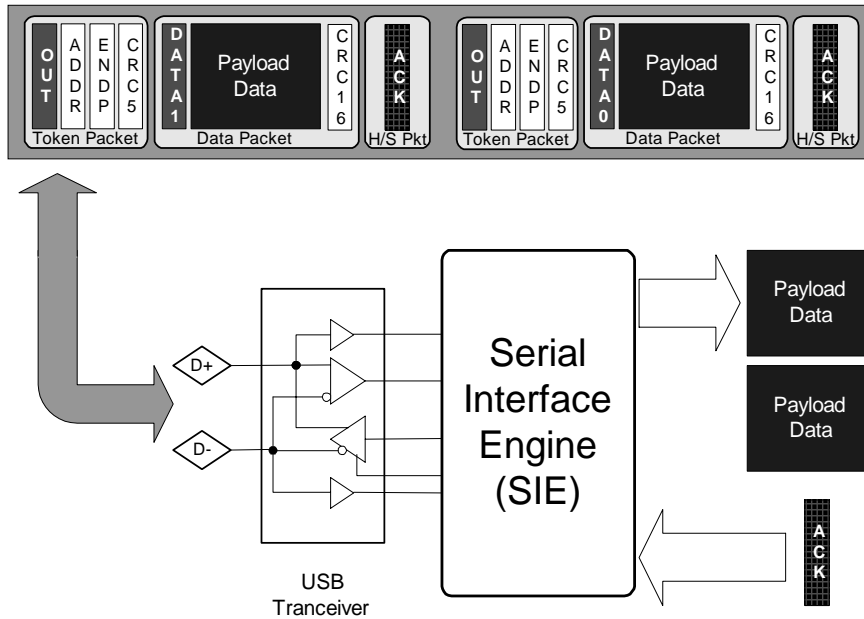 OUT
ADDR
ENDP
CRC5
Token Packet
DATA1
Payload
Data
CRC16
Data Packet
ACK
H/S Pkt
OUT
ADDR
ENDP
CRC5
Token Packet
DATA0
Payload
Data
CRC16
Data Packet
ACK
H/S Pkt
D+
D-
USB
Tranceiver
Serial
Interface
Engine
(SIE)
Payload
Data
Payload
Data
ACK